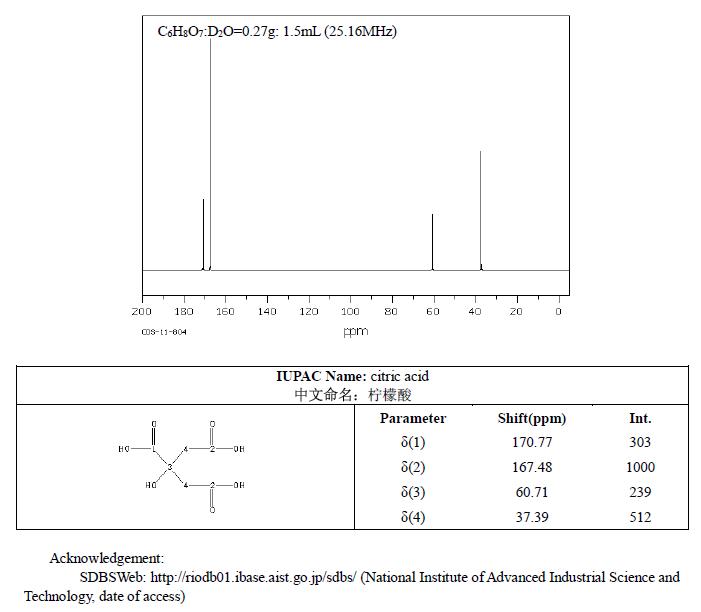 C₆H₈O₇:D₂O=0.27g: 1.5mL (25.16MHz)
200 180 160 140 120 100 80 60 40 20 0
CDS-11-804
ppm
IUPAC Name: citric acid
中文命名：柠檬酸
Parameter Shift(ppm) Int.
δ(1) 170.77 303
δ(2) 167.48 1000
δ(3) 60.71 239
δ(4) 37.39 512
O O
HO 1 4 2 OH
3
HO 4 2 OH
O
Acknowledgement:
SDBSWeb: http://riodb01.ibase.aist.go.jp/sdbs/ (National Institute of Advanced Industrial Science and
Technology, date of access)